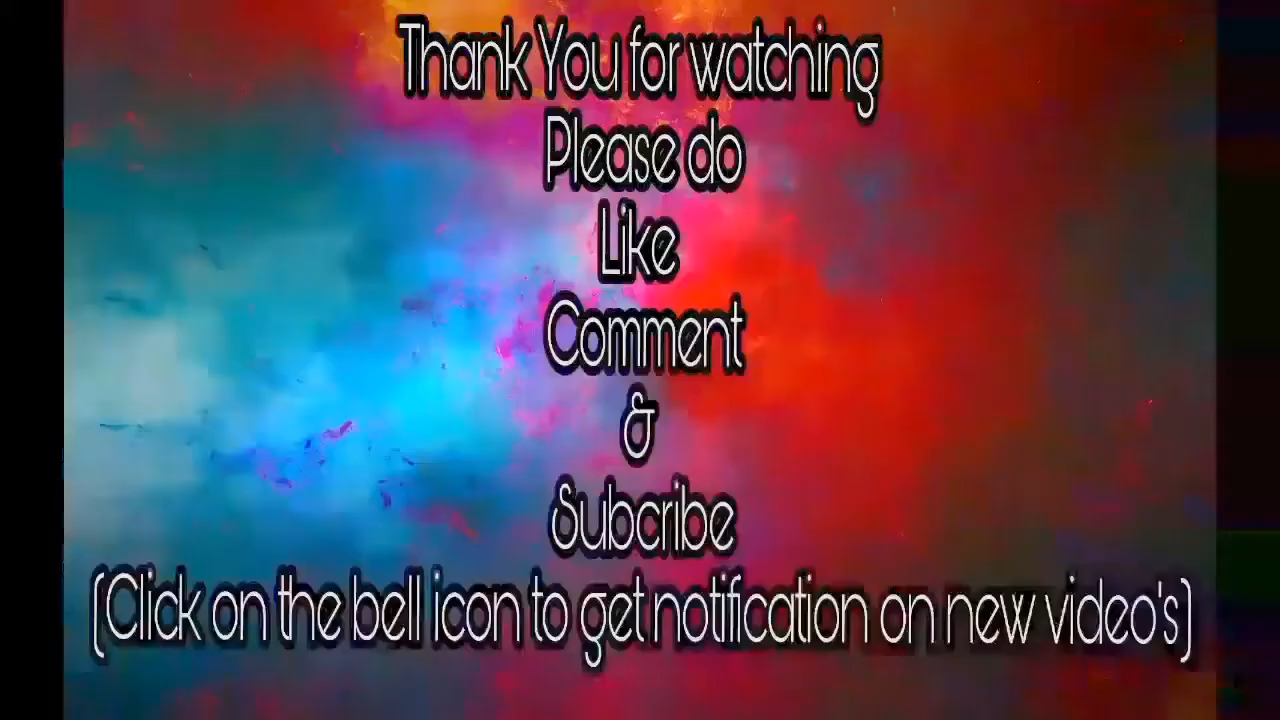 Thank You for watching
Please do
Like
Comment
&
Subcribe
(Click on the bell icon to get notification on new video's)